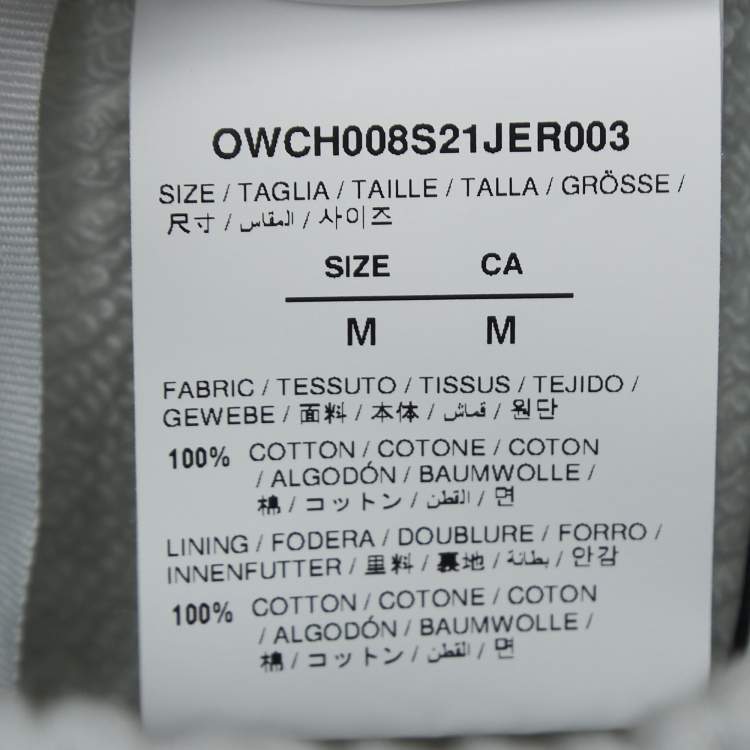 OWCH008S21JER003
SIZE / TAGLIA / TAILLE / TALLA / GRÖSSE /
尺寸 / المقاس / 사이즈
SIZE CA
M M
FABRIC / TESSUTO / TISSUS / TEJIDO /
GEWEBE / 面料 / 本体 / قماش / 원단
100% COTTON / COTONE / COTON
/ ALGODÓN / BAUMWOLLE /
棉 / コットン / القطن / 면
LINING / FODERA / DOUBLURE / FORRO /
INNENFUTTER / 里料 / 裏地 / بطانة / 안감
100% COTTON / COTONE / COTON
/ ALGODÓN / BAUMWOLLE /
棉 / コットン / القطن / 면